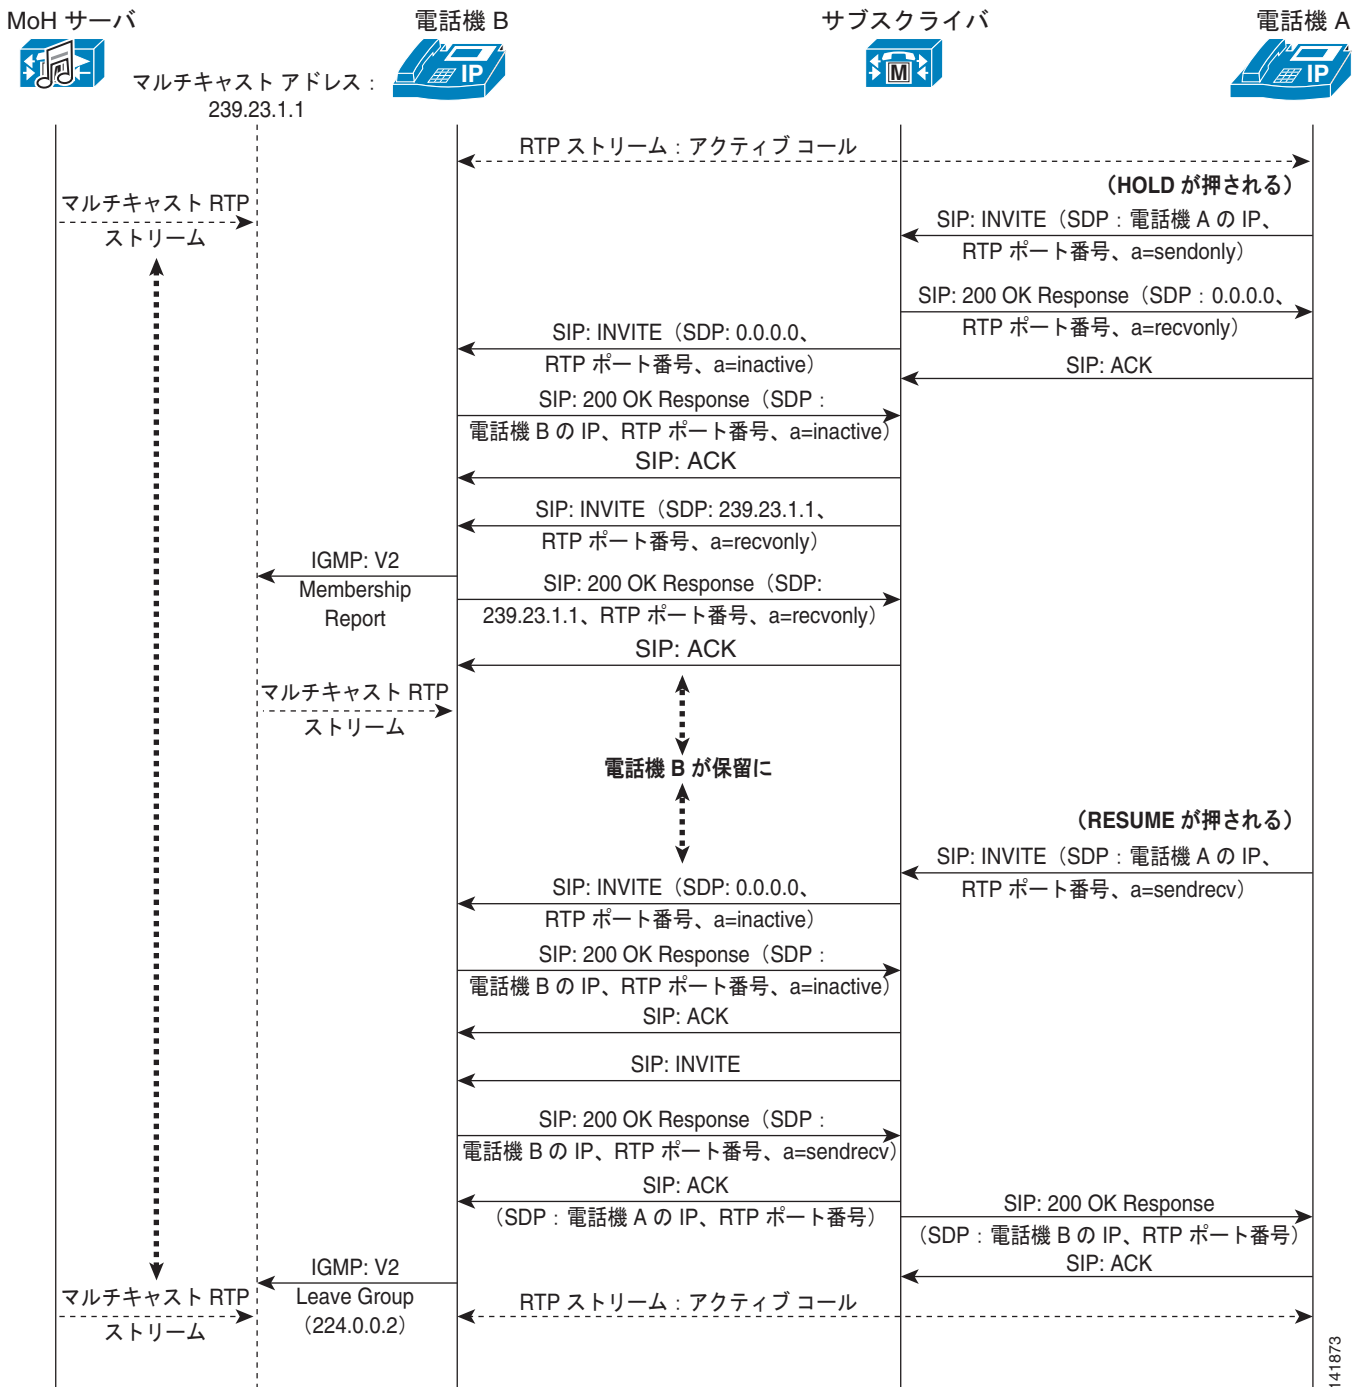 MoH サーバ
電話機 B
サブスクライバ
電話機 A
IP
M
IP
マルチキャスト アドレス：
239.23.1.1
RTP ストリーム：アクティブ コール
（HOLD が押される）
マルチキャスト RTP
ストリーム
SIP: INVITE（SDP：電話機 A の IP、
RTP ポート番号、a=sendonly）
SIP: 200 OK Response（SDP：0.0.0.0、
RTP ポート番号、a=recvonly）
SIP: INVITE（SDP: 0.0.0.0、
RTP ポート番号、a=inactive）
SIP: ACK
SIP: 200 OK Response（SDP：
電話機 B の IP、RTP ポート番号、a=inactive）
SIP: ACK
SIP: INVITE（SDP: 239.23.1.1、
RTP ポート番号、a=recvonly）
IGMP: V2
Membership
Report
SIP: 200 OK Response（SDP:
239.23.1.1、RTP ポート番号、a=recvonly）
SIP: ACK
マルチキャスト RTP
ストリーム
電話機 B が保留に
（RESUME が押される）
SIP: INVITE（SDP：電話機 A の IP、
RTP ポート番号、a=sendrecv）
SIP: INVITE（SDP: 0.0.0.0、
RTP ポート番号、a=inactive）
SIP: 200 OK Response（SDP：
電話機 B の IP、RTP ポート番号、a=inactive）
SIP: ACK
SIP: INVITE
SIP: 200 OK Response（SDP：
電話機 B の IP、RTP ポート番号、a=sendrecv）
SIP: ACK
（SDP：電話機 A の IP、RTP ポート番号）
SIP: 200 OK Response
（SDP：電話機 B の IP、RTP ポート番号）
SIP: ACK
IGMP: V2
Leave Group
（224.0.0.2）
マルチキャスト RTP
ストリーム
RTP ストリーム：アクティブ コール
141873